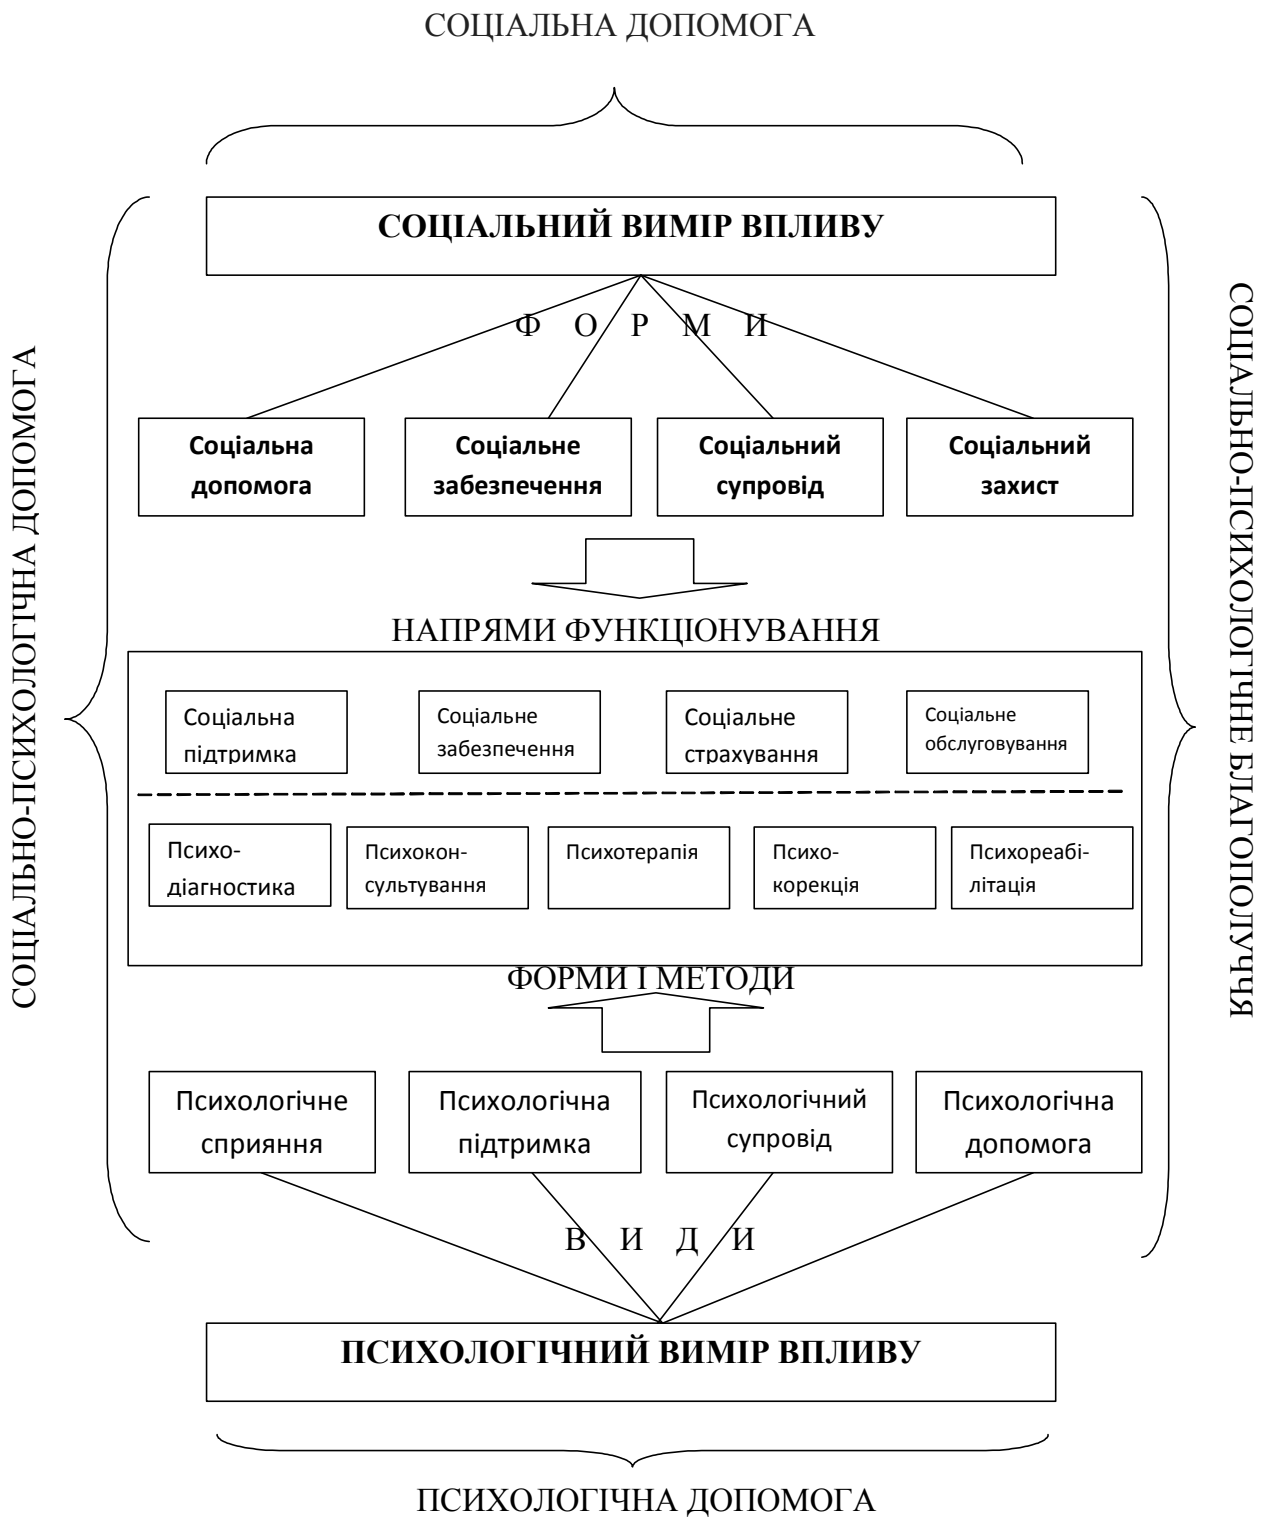 СОЦІАЛЬНА ДОПОМОГА
СОЦІАЛЬНО-ПСИХОЛОГІЧНА ДОПОМОГА
СОЦІАЛЬНИЙ ВИМІР ВПЛИВУ
Ф О Р М И
Соціальна
допомога
Соціальне
забезпечення
Соціальний
супровід
Соціальний
захист
НАПРЯМИ ФУНКЦІОНУВАННЯ
Соціальна
підтримка
Соціальне
забезпечення
Соціальне
страхування
Соціальне
обслуговування
Психо-
діагностика
Психокон-
сультування
Психотерапія
Психо-
корекція
Психореабі-
літація
ФОРМИ І МЕТОДИ
Психологічне
сприяння
Психологічна
підтримка
Психологічний
супровід
Психологічна
допомога
В И Д И
ПСИХОЛОГІЧНИЙ ВИМІР ВПЛИВУ
СОЦІАЛЬНО-ПСИХОЛОГІЧНЕ БЛАГОПОЛУЧЧЯ
ПСИХОЛОГІЧНА ДОПОМОГА